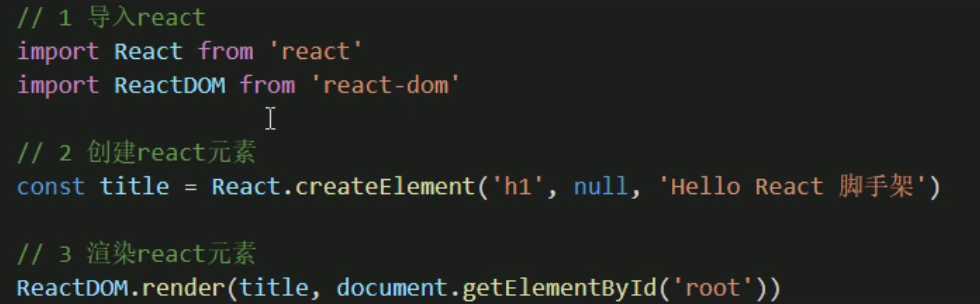 // 1 导入react
import React from 'react'
import ReactDOM from 'react-dom'
// 2 创建react元素
const title = React.createElement('h1', null, 'Hello React 脚手架')
// 3 渲染react元素
ReactDOM.render(title, document.getElementById('root'))